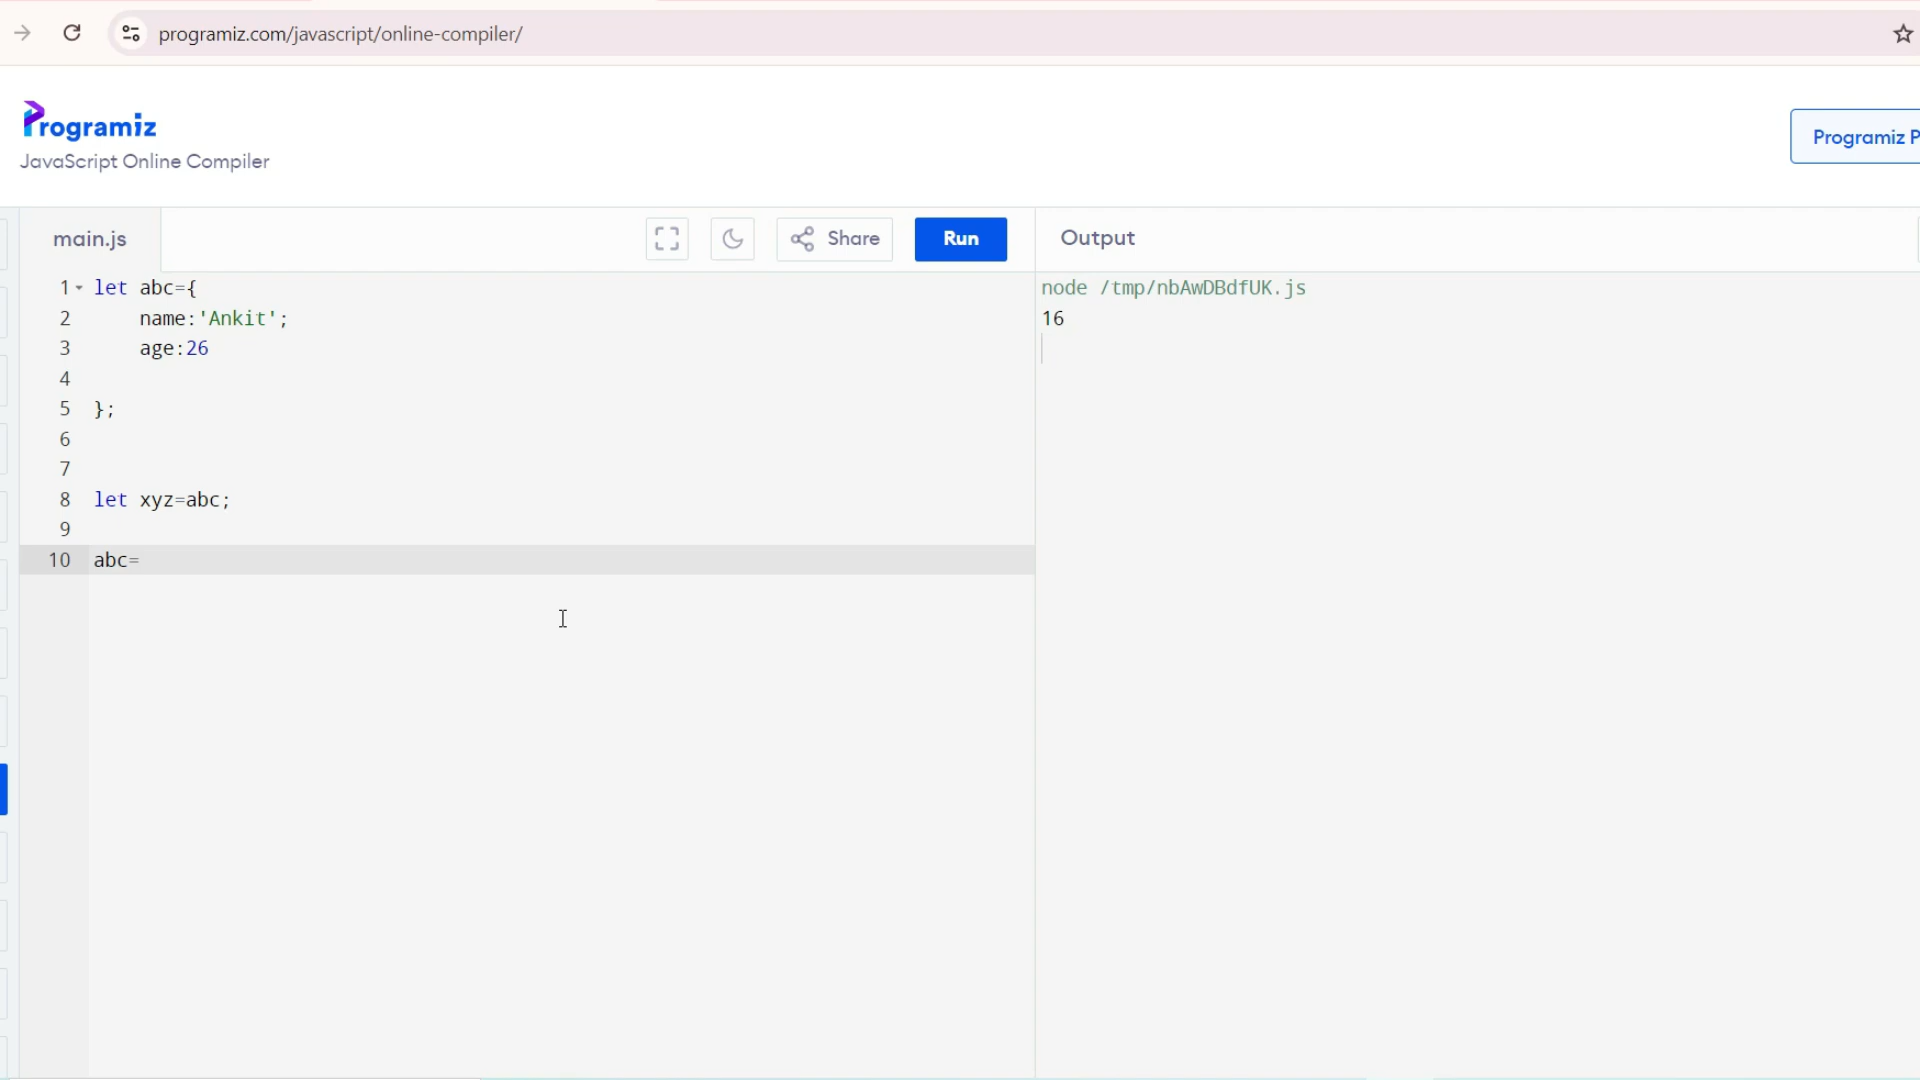 programiz.com/javascript/online-compiler/
Programiz
JavaScript Online Compiler
Programiz P
main.js
Share
Run
Output
1 let abc={
2 name:'Ankit';
3 age:26
4
5 };
6
7
8 let xyz=abc;
9
10 abc=
node /tmp/nbAwDBdfUK.js
16